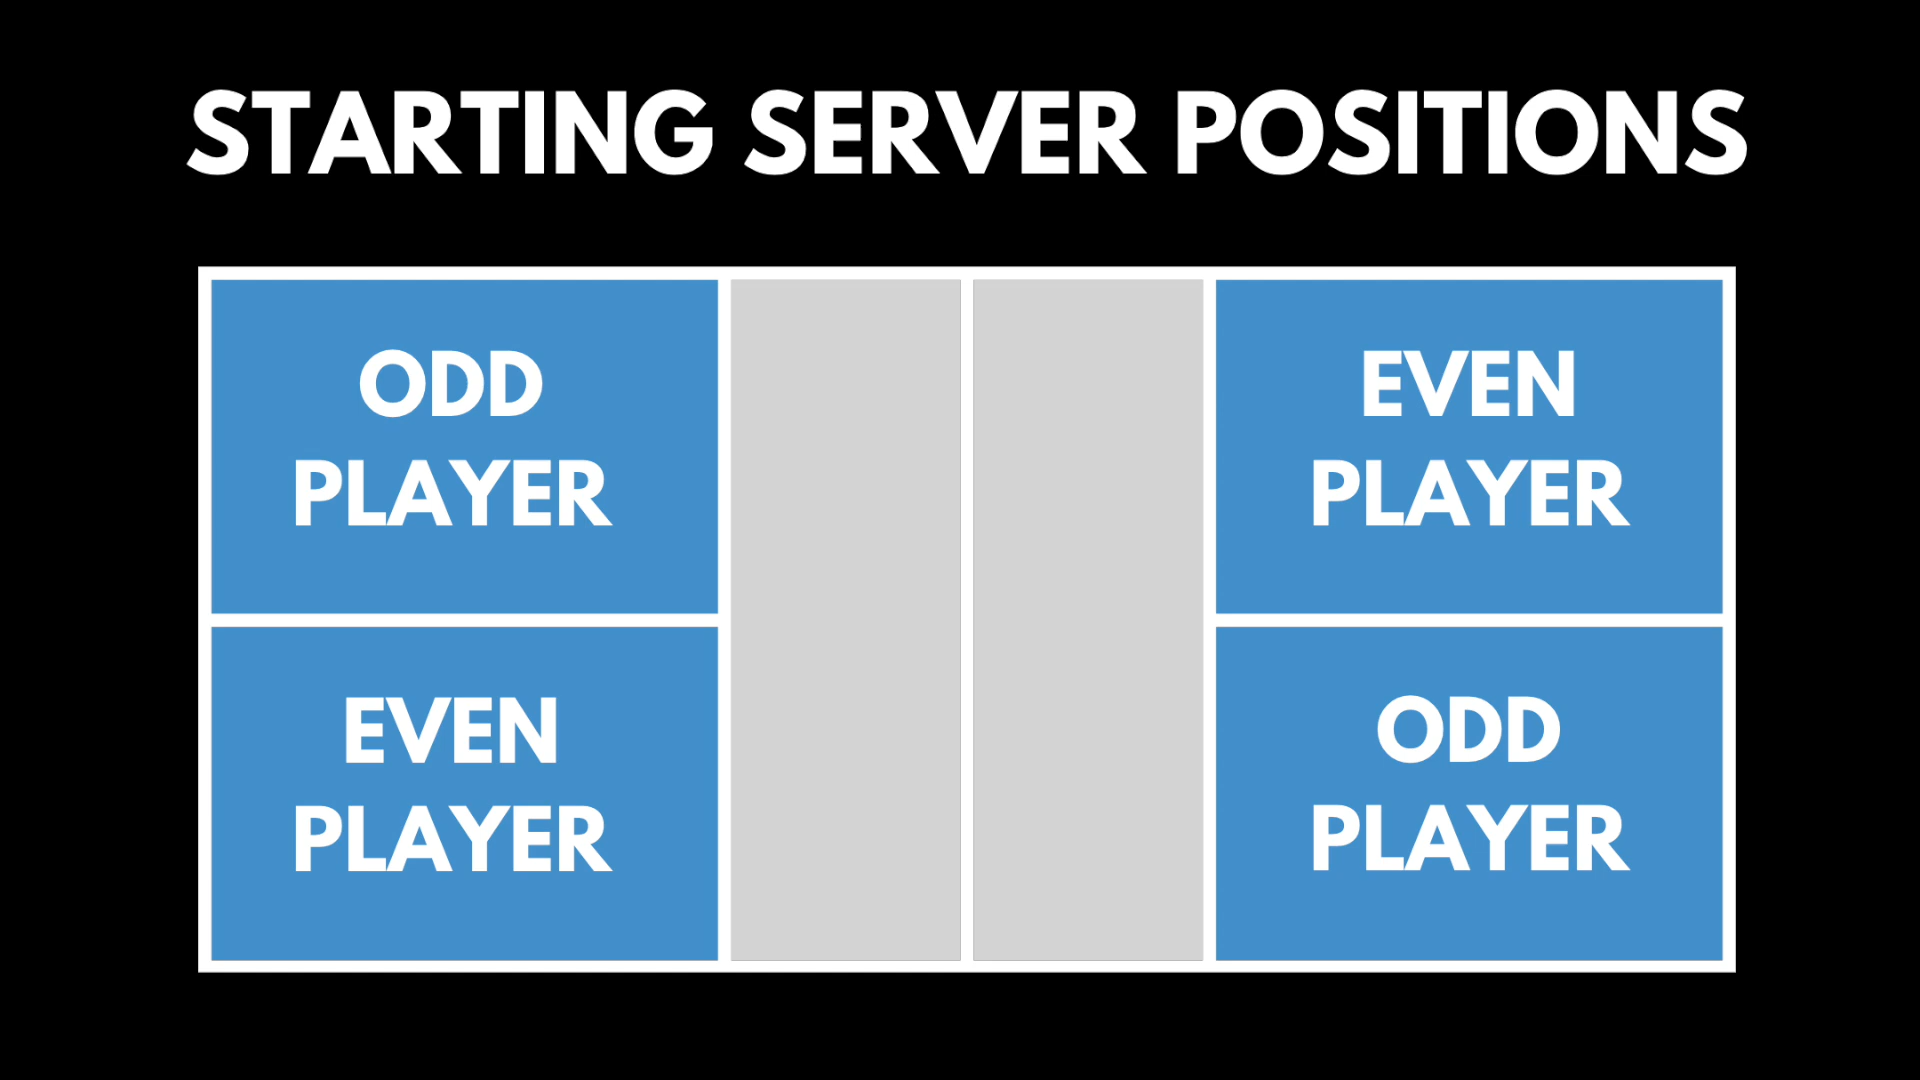 STARTING SERVER POSITIONS
ODD
PLAYER
EVEN
PLAYER
EVEN
PLAYER
ODD
PLAYER